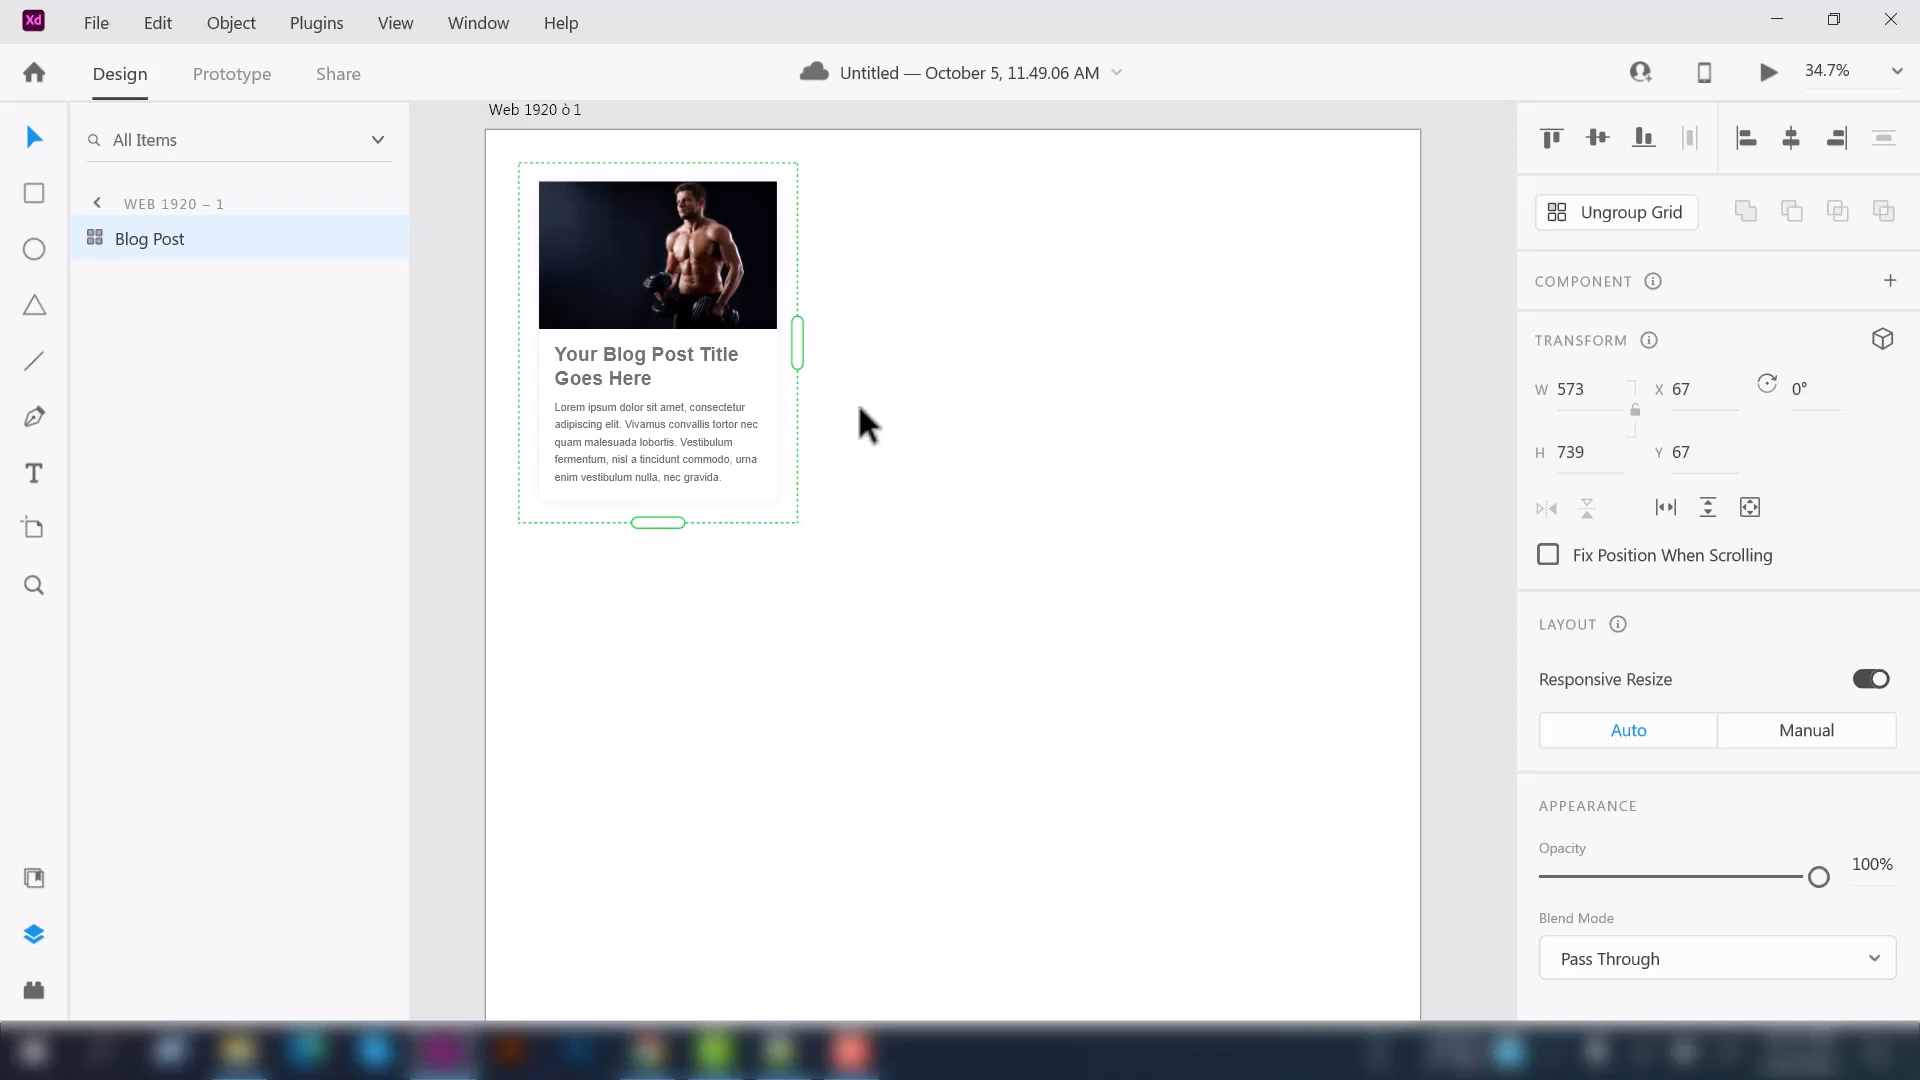 Xd File Edit Object Plugins View Window Help
Design Prototype Share
Untitled — October 5, 11.49.06 AM
34.7%
All Items
WEB 1920 – 1
Blog Post
Web 1920 ò 1
Your Blog Post Title
Goes Here
Lorem ipsum dolor sit amet, consectetur
adipiscing elit. Vivamus convallis tortor nec
quam malesuada lobortis. Vestibulum
fermentum, nisl a tincidunt commodo, urna
enim vestibulum nulla, nec gravida.
Ungroup Grid
COMPONENT
TRANSFORM
W 573 X 67 0°
H 739 Y 67
Fix Position When Scrolling
LAYOUT
Responsive Resize
Auto Manual
APPEARANCE
Opacity
100%
Blend Mode
Pass Through